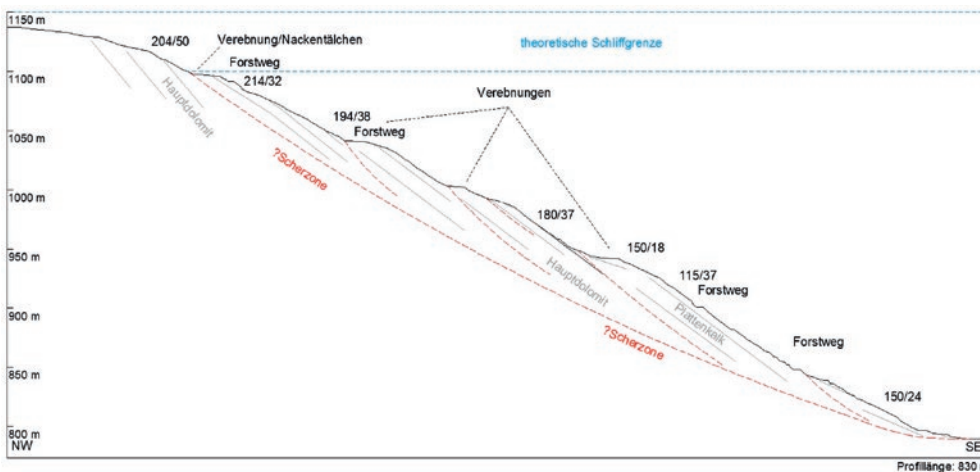 1150 m
204/50
Verebnung/Nackentälchen
theoretische Schliffgrenze
Forstweg
1100 m
214/32
Hauptdolomit
Verebnungen
194/38
Forstweg
1050 m
?Scherzone
1000 m
180/37
150/18
950 m
115/37
Hauptdolomit
Forstweg
900 m
Plattenkalk
?Scherzone
Forstweg
850 m
150/24
800 m
NW
SE
Profillänge: 830